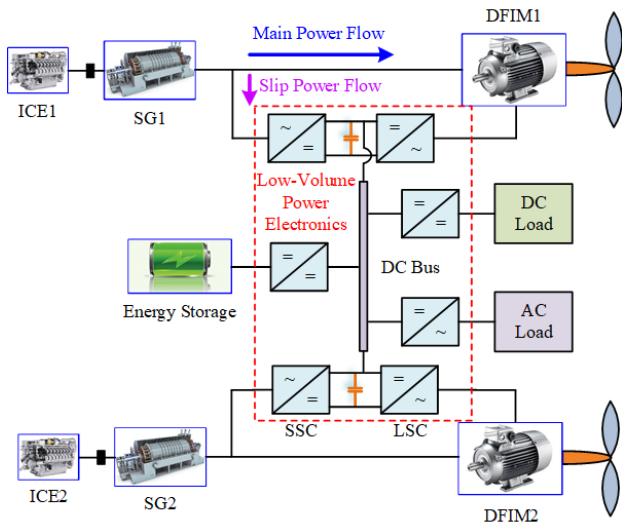 Main Power Flow
DFIM1
Slip Power Flow
ICE1
SG1
~
=
=
~
Low-Volume
Power
Electronics
=
=
DC
Load
DC Bus
=
=
Energy Storage
=
~
AC
Load
~
=
=
~
SSC
LSC
ICE2
SG2
DFIM2